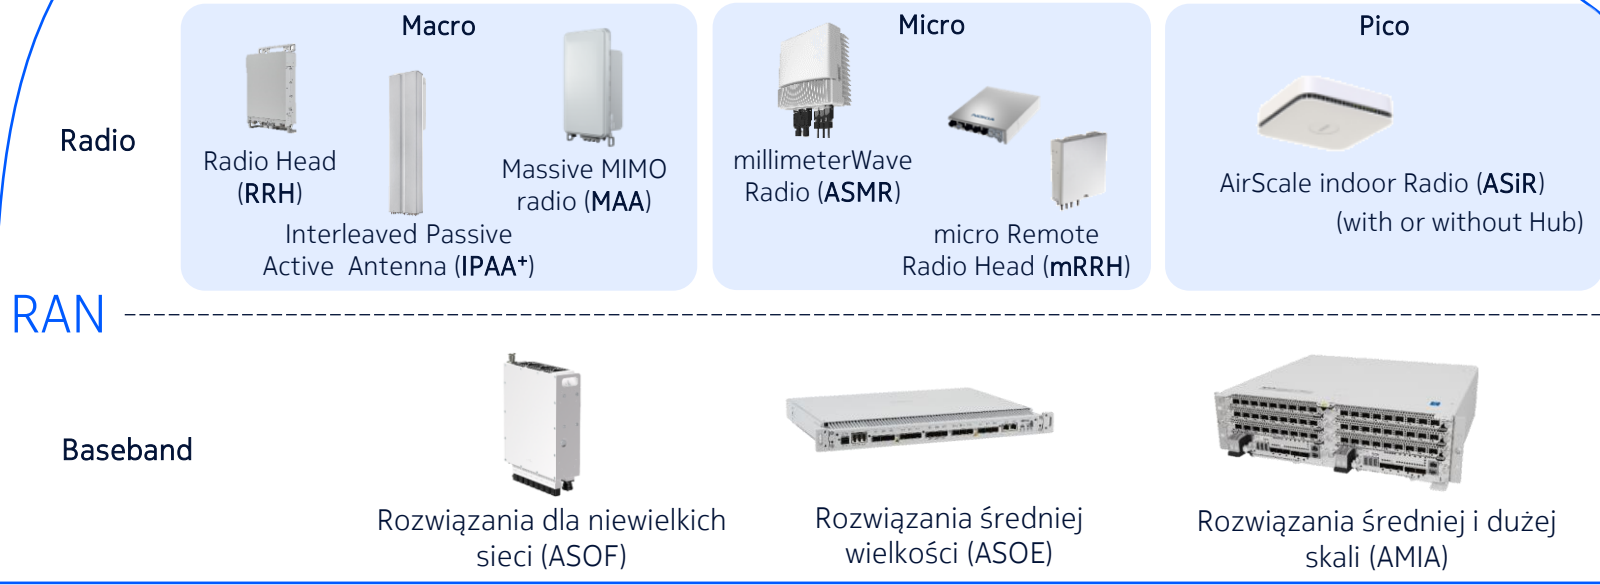 Macro
Micro
Pico
Radio
Radio Head
(RRH)
Massive MIMO
radio (MAA)
Interleaved Passive
Active Antenna (IPAA+)
millimeterWave
Radio (ASMR)
NOKIA
micro Remote
Radio Head (mRRH)
AirScale indoor Radio (ASiR)
(with or without Hub)
RAN
Baseband
Rozwiązania dla niewielkich
sieci (ASOF)
Rozwiązania średniej
wielkości (ASOE)
Rozwiązania średniej i dużej
skali (AMIA)